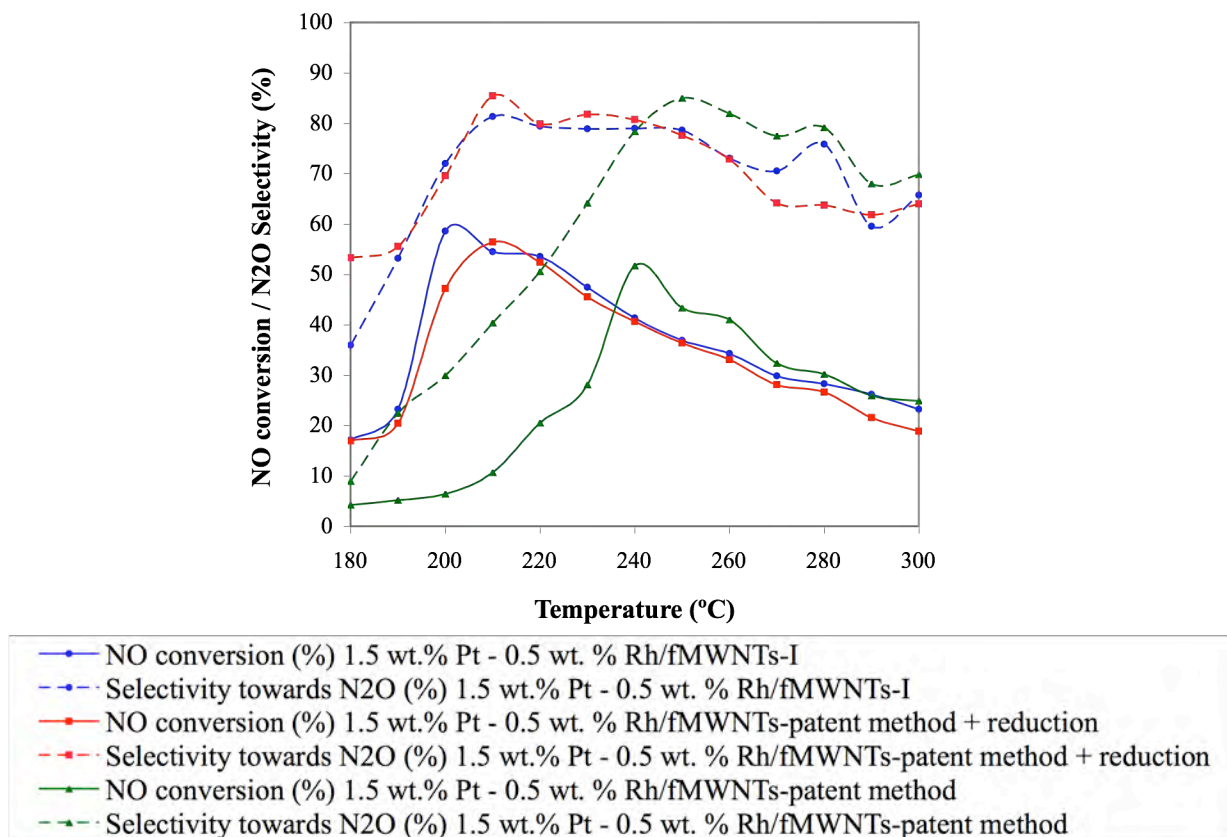 100
90
80
70
60
50
40
30
20
10
0
NO conversion / N2O Selectivity (%)
180 200 220 240 260 280 300
Temperature (ºC)
NO conversion (%) 1.5 wt.% Pt - 0.5 wt. % Rh/fMWNTs-I
Selectivity towards N2O (%) 1.5 wt.% Pt - 0.5 wt. % Rh/fMWNTs-I
NO conversion (%) 1.5 wt.% Pt - 0.5 wt. % Rh/fMWNTs-patent method + reduction
Selectivity towards N2O (%) 1.5 wt.% Pt - 0.5 wt. % Rh/fMWNTs-patent method + reduction
NO conversion (%) 1.5 wt.% Pt - 0.5 wt. % Rh/fMWNTs-patent method
Selectivity towards N2O (%) 1.5 wt.% Pt - 0.5 wt. % Rh/fMWNTs-patent method